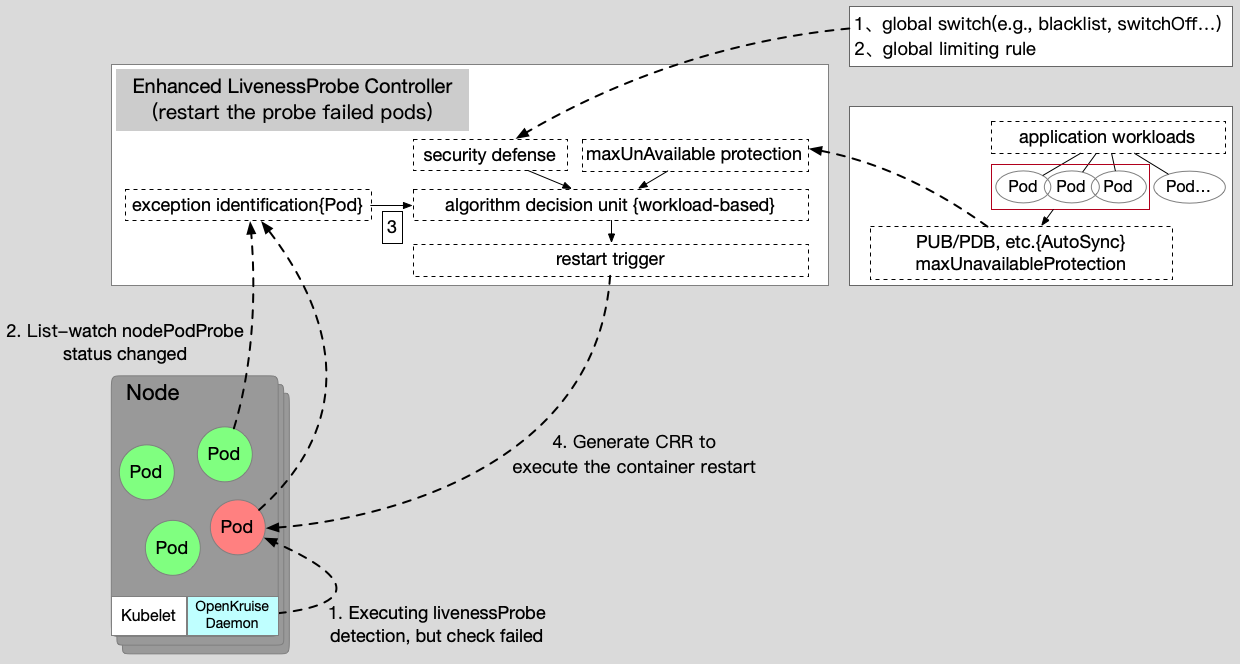 1、global switch(e.g., blacklist, switchOff…)
2、global limiting rule
Enhanced LivenessProbe Controller
(restart the probe failed pods)
security defense
maxUnAvailable protection
exception identification{Pod}
3
algorithm decision unit {workload-based}
restart trigger
application workloads
Pod
Pod
Pod
Pod…
PUB/PDB, etc.{AutoSync}
maxUnavailableProtection
2. List-watch nodePodProbe
status changed
Node
Pod
Pod
Pod
Pod
Kubelet
OpenKruise
Daemon
4. Generate CRR to
execute the container restart
1. Executing livenessProbe
detection, but check failed